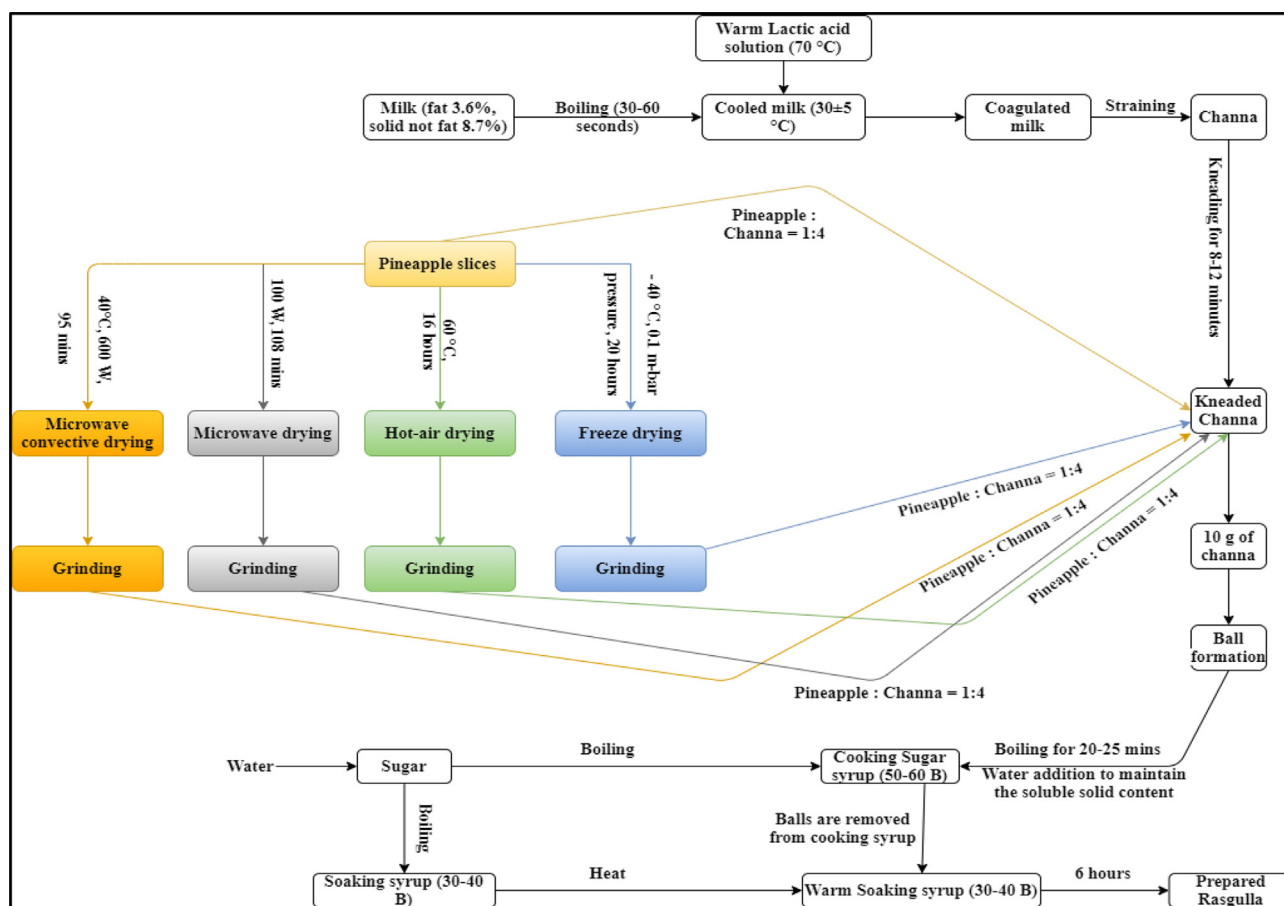 Warm Lactic acid
solution (70 °C)
Milk (fat 3.6%,
solid not fat 8.7%)
Boiling (30-60
seconds)
Cooled milk (30±5
°C)
Coagulated
milk
Straining
Channa
Kneading for 8-12
minutes
Pineapple :
Channa = 1:4
Pineapple slices
40°C, 600 W,
95 mins
100 W, 108 mins
60 °C,
16 hours
- 40 °C, 0.1 m-bar
pressure, 20 hours
Microwave
convective drying
Microwave drying
Hot-air drying
Freeze drying
Kneaded
Channa
Grinding
Grinding
Grinding
Grinding
Pineapple : Channa = 1:4
Pineapple : Channa = 1:4
Pineapple : Channa = 1:4
Pineapple : Channa = 1:4
10 g of
channa
Ball
formation
Water
Sugar
Boiling
Cooking Sugar
syrup (50-60 B)
Boiling for 20-25 mins
Water addition to maintain
the soluble solid content
Boiling
Balls are removed
from cooking syrup
Soaking syrup (30-40
B)
Heat
Warm Soaking syrup (30-40 B)
6 hours
Prepared
Rasgulla